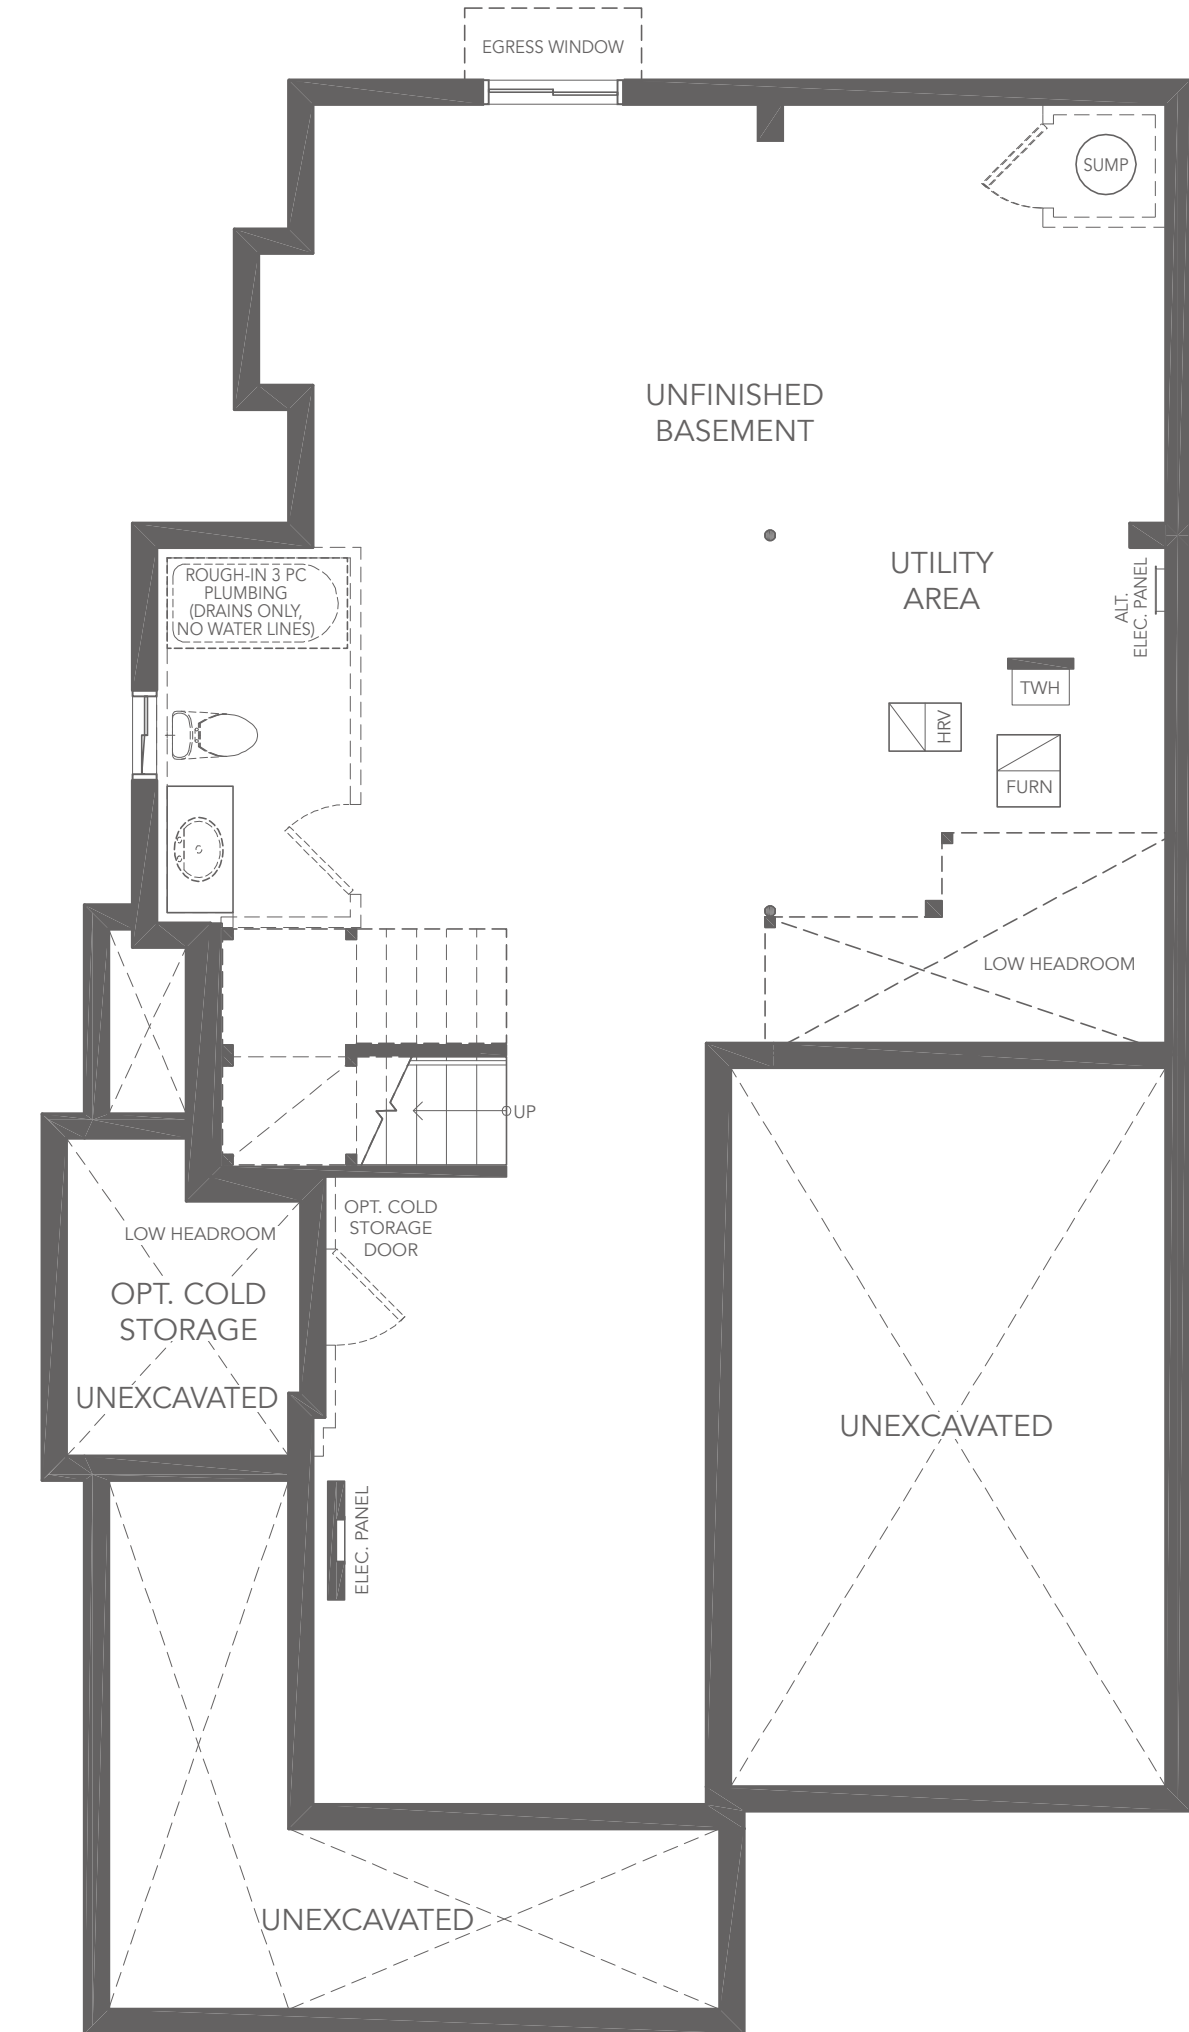 EGRESS WINDOW
SUMP
UNFINISHED
BASEMENT
UTILITY
AREA
ALT.
ELEC. PANEL
ROUGH-IN 3 PC
PLUMBING
(DRAINS ONLY,
NO WATER LINES)
TWH
HRV
FURN
LOW HEADROOM
UP
OPT. COLD
STORAGE
DOOR
LOW HEADROOM
OPT. COLD
STORAGE
UNEXCAVATED
UNEXCAVATED
ELEC. PANEL
UNEXCAVATED